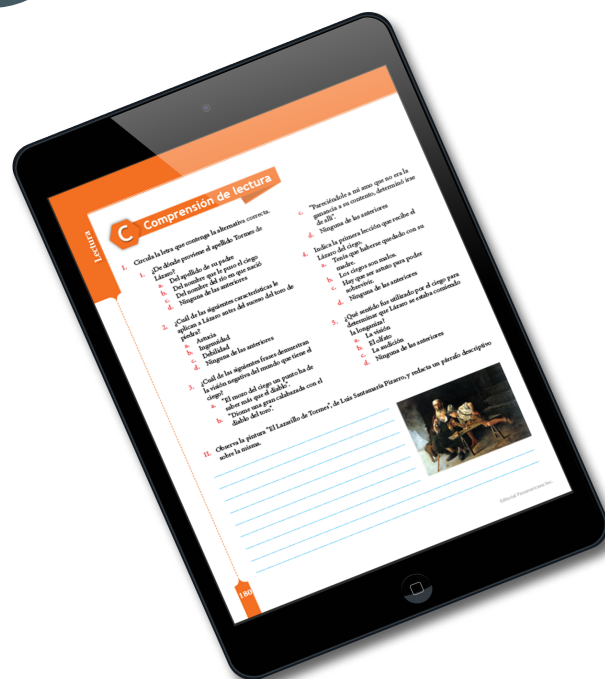 Lectura
C Comprensión de lectura
I. Circula la letra que contenga la alternativa correcta.
1. ¿De dónde proviene el apellido Tormes de
Lázaro?
a. Del apellido de su padre
b. Del nombre que le puso el ciego
c. Del nombre del río en que nació
d. Ninguna de las anteriores
2. ¿Cuál de las siguientes características le
aplican a Lázaro antes del suceso del toro de
piedra?
a. Astucia
b. Ingenuidad
c. Debilidad
d. Ninguna de las anteriores
3. ¿Cuál de las siguientes frases demuestran
la visión negativa del mundo que tiene el
ciego?
a. "El mozo del ciego un punto ha de
saber más que el diablo".
b. "Diome una gran calabazada con el
diablo del toro".
c. "Pareciéndole a mi amo que no era la
ganancia a su contento, determinó irse
de allí".
d. Ninguna de las anteriores
4. Indica la primera lección que recibe el
Lázaro del ciego.
a. Tenía que haberse quedado con su
madre.
b. Los ciegos son malos.
c. Hay que ser astuto para poder
sobrevivir.
d. Ninguna de las anteriores
5. ¿Qué sentido fue utilizado por el ciego para
determinar que Lázaro se estaba comiendo
la longaniza?
a. La visión
b. El olfato
c. La audición
d. Ninguna de las anteriores
II. Observa la pintura "El Lazarillo de Tormes", de Luis Santamaría Pizarro, y redacta un párrafo descriptivo
sobre la misma.
Editorial Panamericana Inc.
180